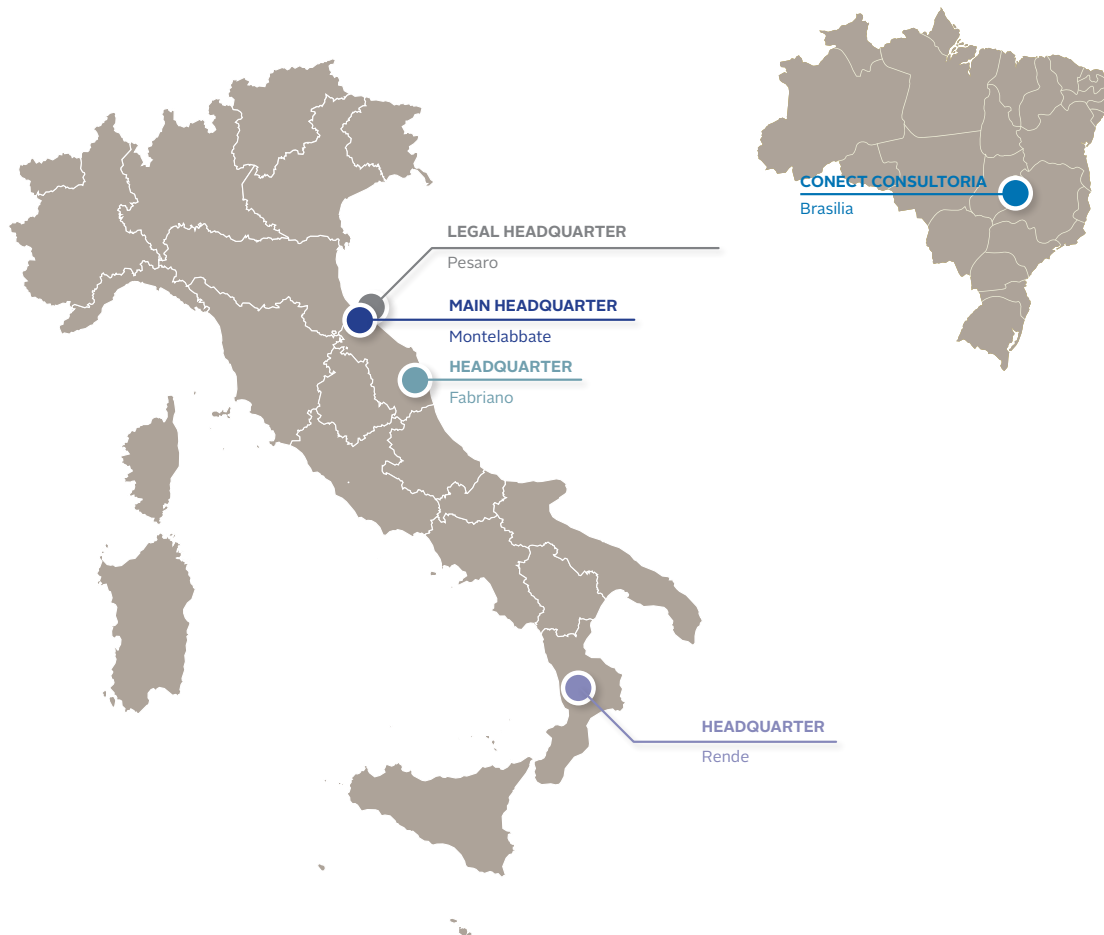 CONECT CONSULTORIA
Brasilia
LEGAL HEADQUARTER
Pesaro
MAIN HEADQUARTER
Montelabbate
HEADQUARTER
Fabriano
HEADQUARTER
Rende